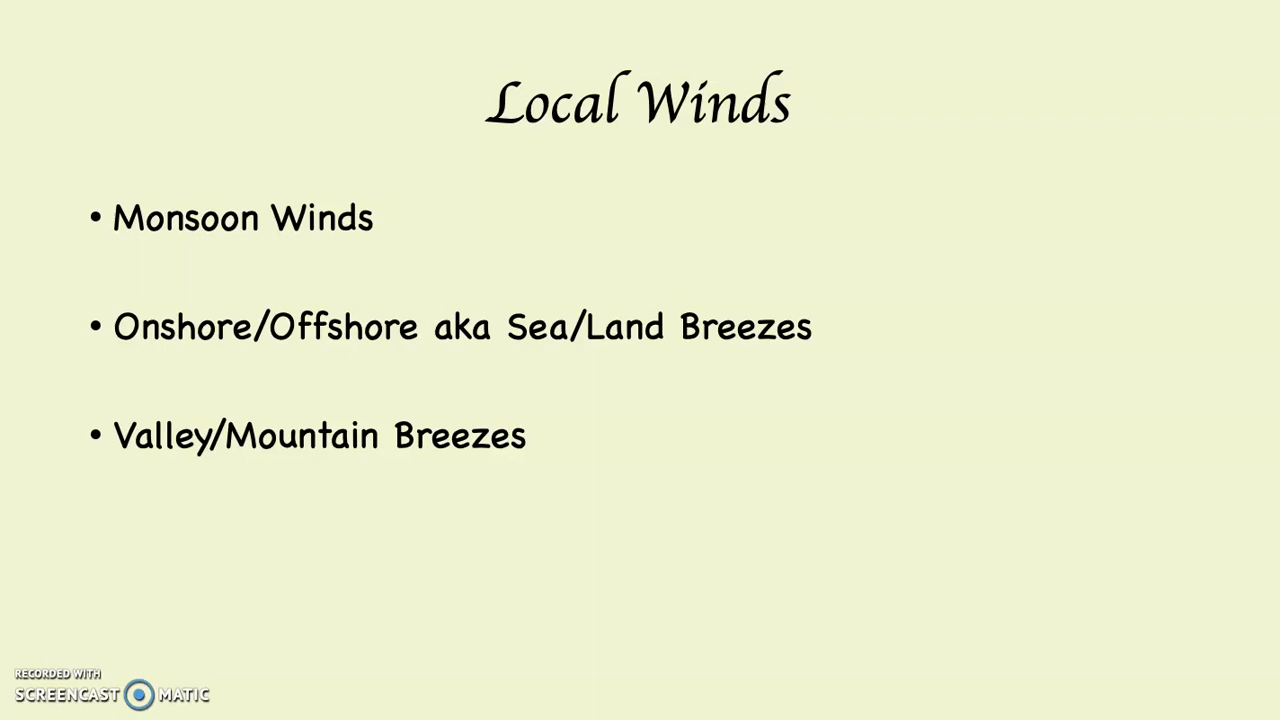 Local Winds
• Monsoon Winds
• Onshore/Offshore aka Sea/Land Breezes
• Valley/Mountain Breezes
RECORDED WITH
SCREENCAST MATIC